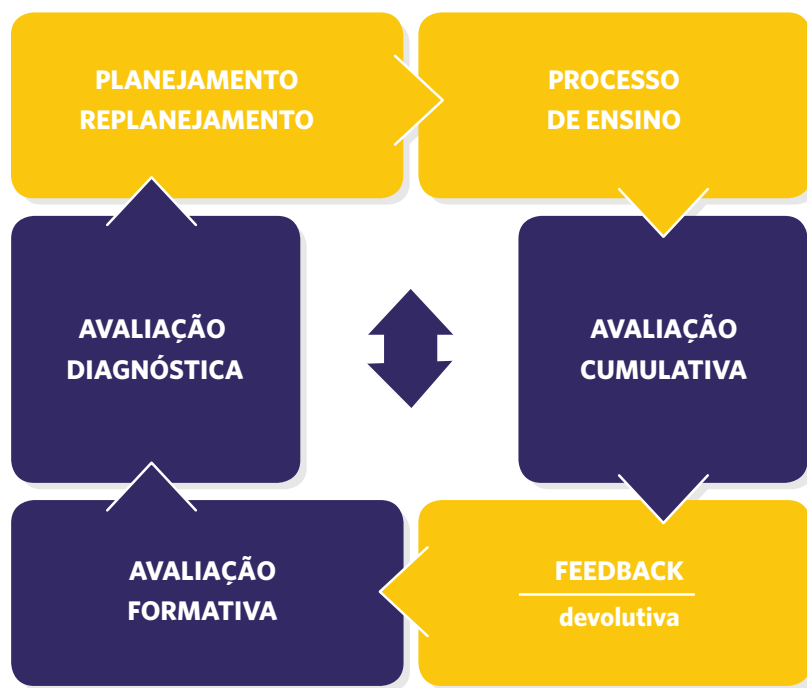 PLANEJAMENTO
REPLANEJAMENTO
PROCESSO
DE ENSINO
AVALIAÇÃO
DIAGNÓSTICA
AVALIAÇÃO
CUMULATIVA
AVALIAÇÃO
FORMATIVA
FEEDBACK
devolutiva